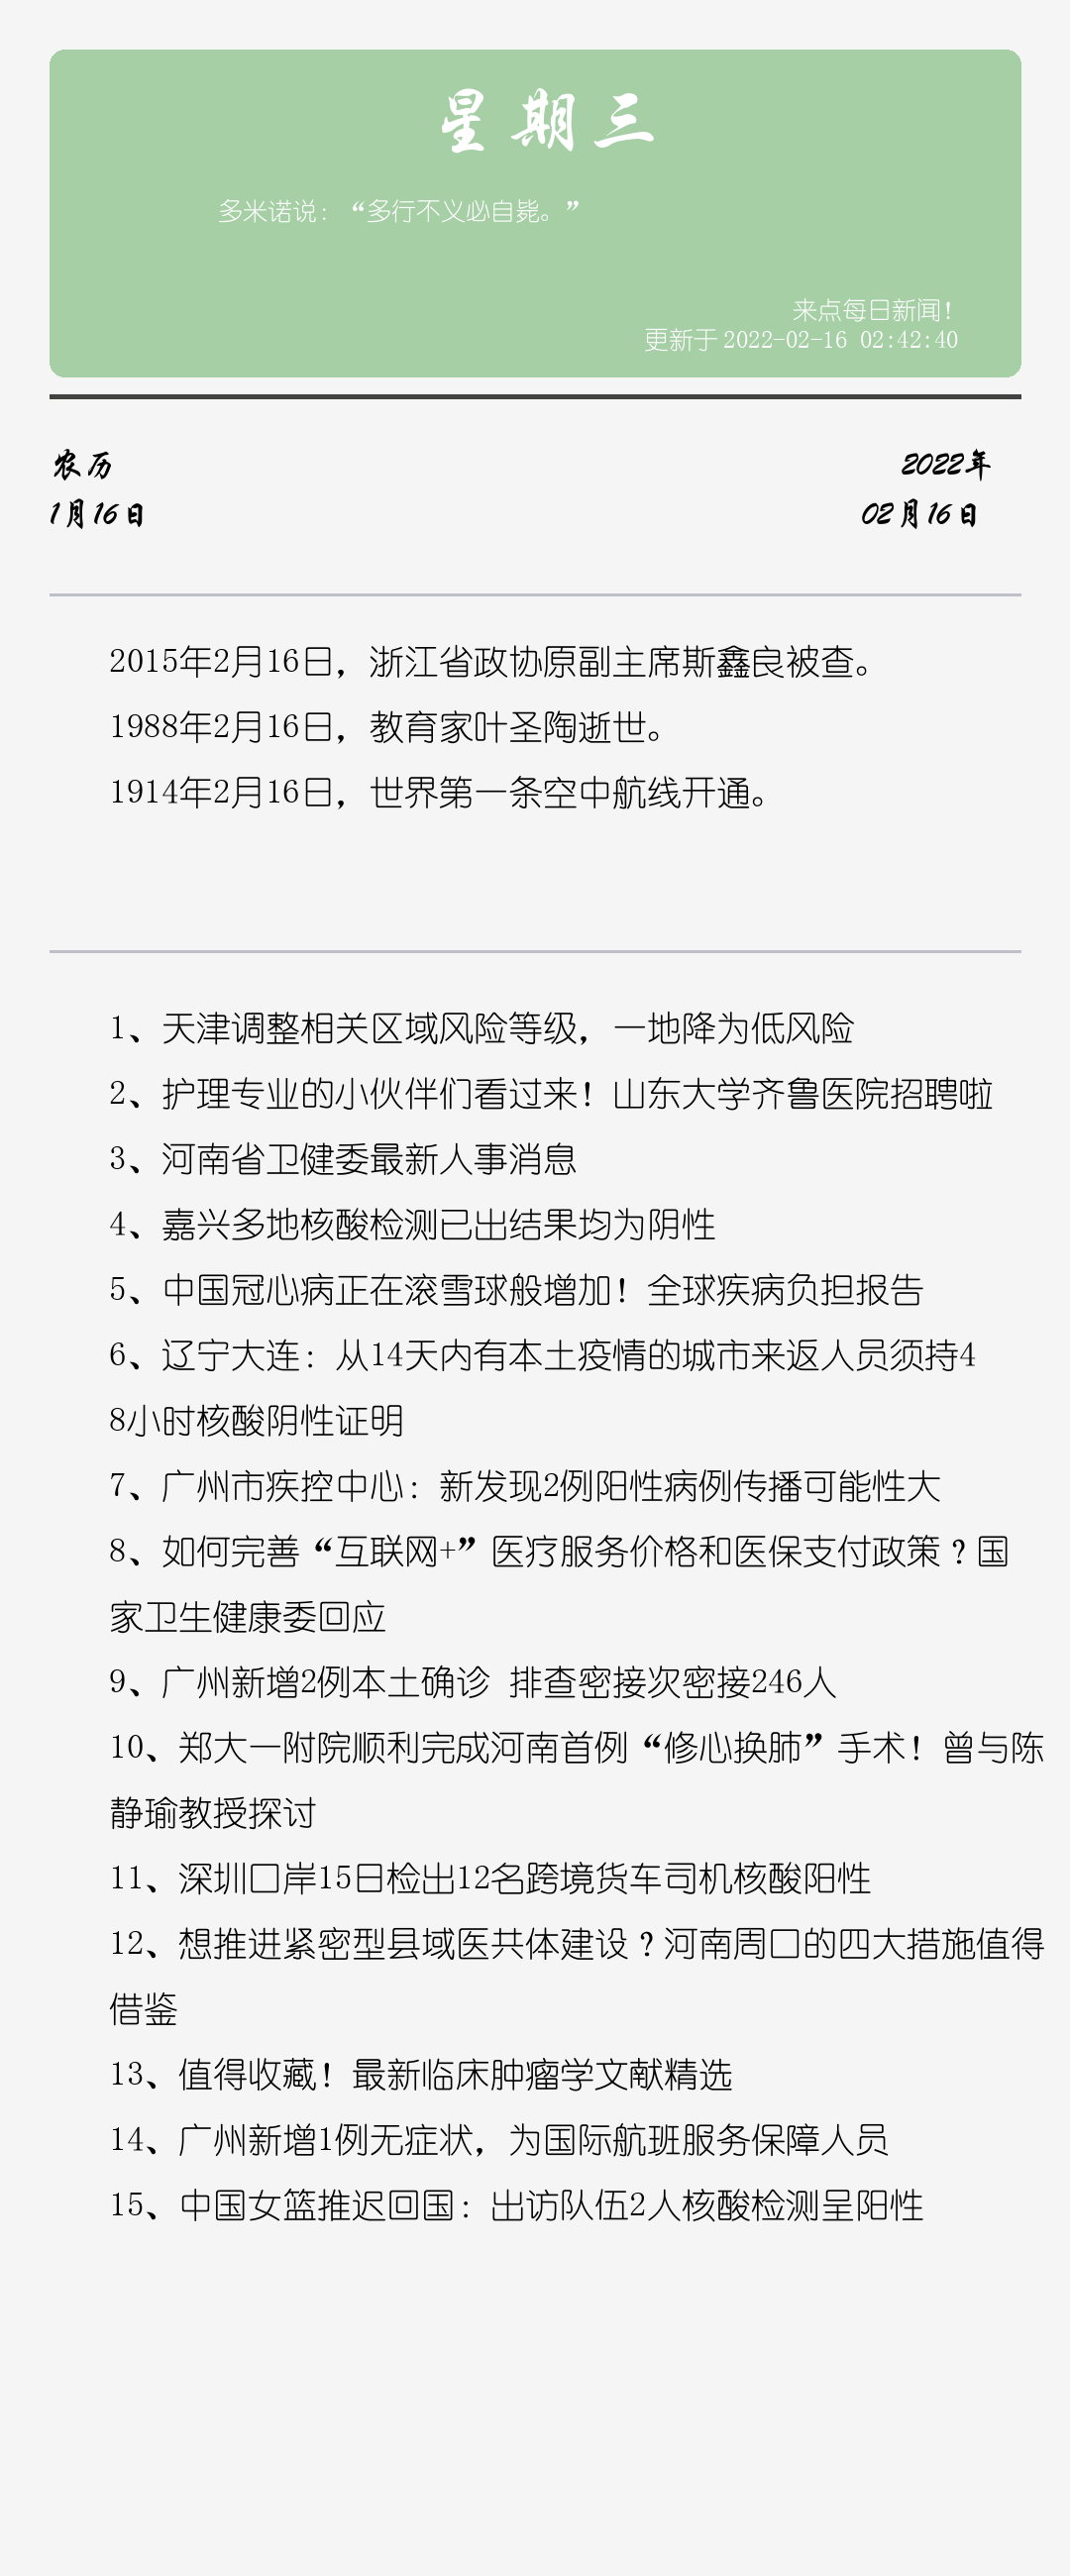 星期三
多米诺说：“多行不义必自毙。”
来点每日新闻！
更新于 2022-02-16 02:42:40
农历
2022年
1月16日
02月16日
2015年2月16日，浙江省政协原副主席斯鑫良被查。
1988年2月16日，教育家叶圣陶逝世。
1914年2月16日，世界第一条空中航线开通。
1、天津调整相关区域风险等级，一地降为低风险
2、护理专业的小伙伴们看过来！山东大学齐鲁医院招聘啦
3、河南省卫健委最新人事消息
4、嘉兴多地核酸检测已出结果均为阴性
5、中国冠心病正在滚雪球般增加！全球疾病负担报告
6、辽宁大连：从14天内有本土疫情的城市来返人员须持4
8小时核酸阴性证明
7、广州市疾控中心：新发现2例阳性病例传播可能性大
8、如何完善“互联网+”医疗服务价格和医保支付政策？国
家卫生健康委回应
9、广州新增2例本土确诊 排查密接次密接246人
10、郑大一附院顺利完成河南首例“修心换肺”手术！曾与陈
静瑜教授探讨
11、深圳口岸15日检出12名跨境货车司机核酸阳性
12、想推进紧密型县域医共体建设？河南周口的四大措施值得
借鉴
13、值得收藏！最新临床肿瘤学文献精选
14、广州新增1例无症状，为国际航班服务保障人员
15、中国女篮推迟回国：出访队伍2人核酸检测呈阳性